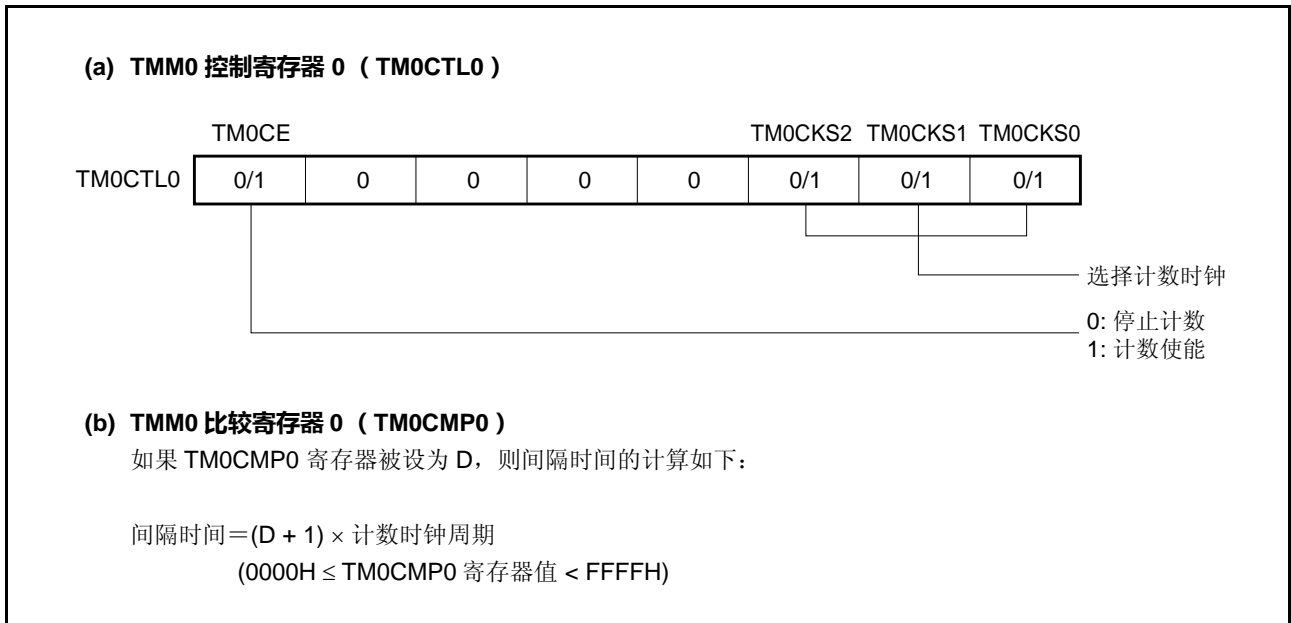 (a) TMM0 控制寄存器 0 （TM0CTL0）
TM0CE TM0CKS2 TM0CKS1 TM0CKS0
TM0CTL0 0/1 0 0 0 0 0/1 0/1 0/1
选择计数时钟
0: 停止计数
1: 计数使能
(b) TMM0 比较寄存器 0 （TM0CMP0）
如果 TM0CMP0 寄存器被设为 D，则间隔时间的计算如下：
间隔时间＝(D + 1) × 计数时钟周期
(0000H ≤ TM0CMP0 寄存器值 < FFFFH)